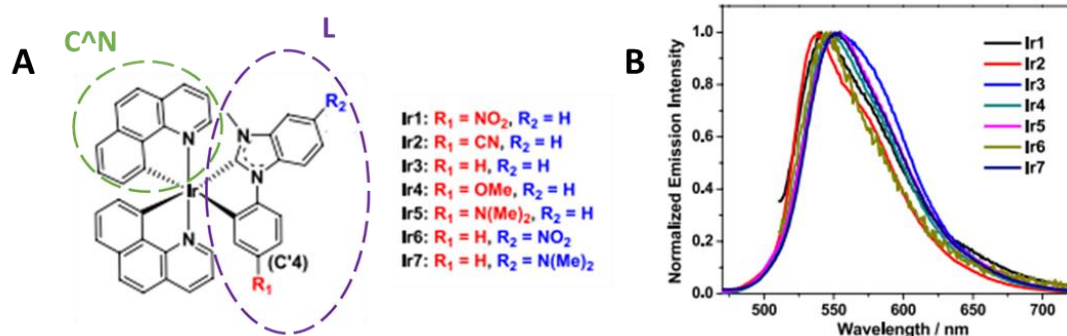 A
C^N
L
R₂
N
N
Ir
N
N
(C'4)
R₁
Ir1: R₁ = NO₂, R₂ = H
Ir2: R₁ = CN, R₂ = H
Ir3: R₁ = H, R₂ = H
Ir4: R₁ = OMe, R₂ = H
Ir5: R₁ = N(Me)₂, R₂ = H
Ir6: R₁ = H, R₂ = NO₂
Ir7: R₁ = H, R₂ = N(Me)₂
B
Normalized Emission Intensity
1.0
0.8
0.6
0.4
0.2
0.0
500
550
600
650
700
Wavelength / nm
Ir1
Ir2
Ir3
Ir4
Ir5
Ir6
Ir7